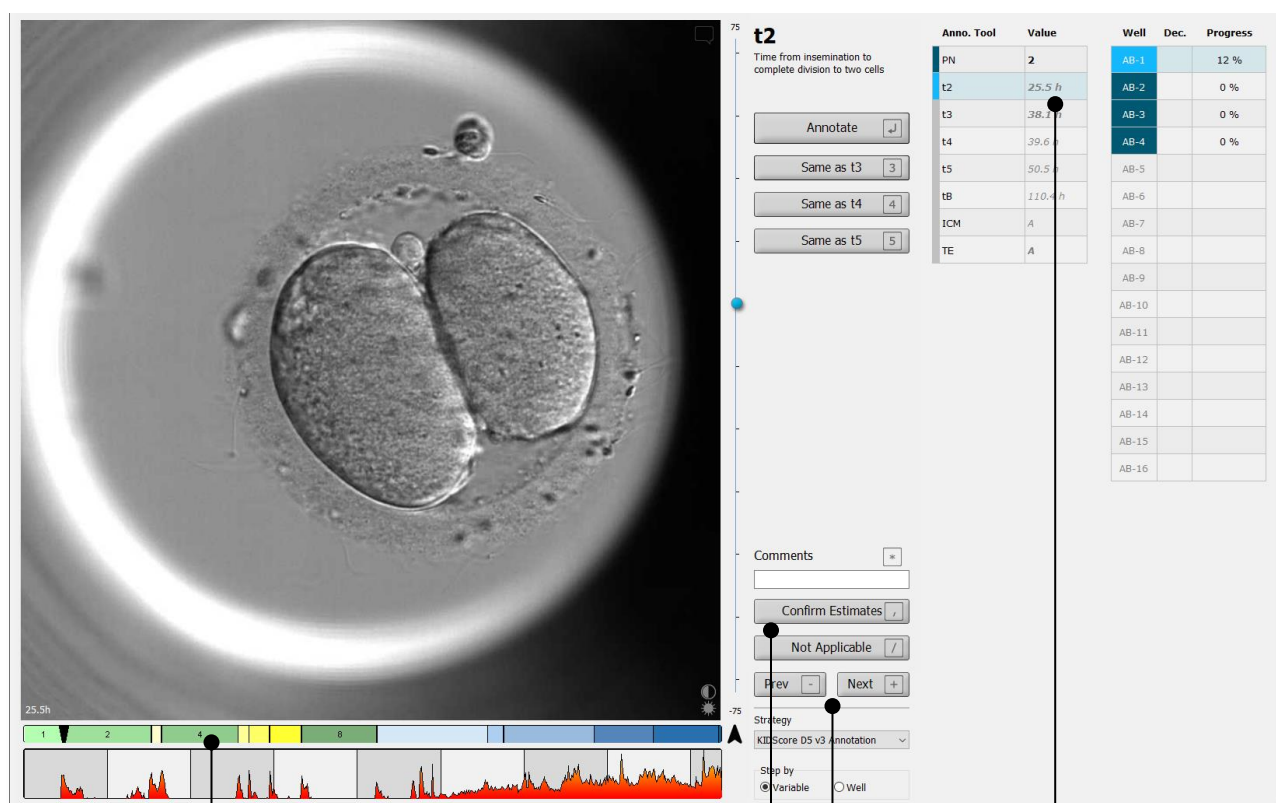 75
t2
Time from insemination to
complete division to two cells
Annotate ↲
Same as t3 3
Same as t4 4
Same as t5 5
Comments *
Confirm Estimates ,
Not Applicable /
Prev -
Next +
-75
Strategy
KIDScore D5 v3 Annotation
Step by
Variable
Well
25.5h
1 2 4 8
Anno. Tool Value
PN 2
t2 25.5 h
t3 38.1 h
t4 39.6 h
t5 50.5 h
tB 110.4 h
ICM A
TE A
Well Dec. Progress
AB-1 12 %
AB-2 0 %
AB-3 0 %
AB-4 0 %
AB-5
AB-6
AB-7
AB-8
AB-9
AB-10
AB-11
AB-12
AB-13
AB-14
AB-15
AB-16